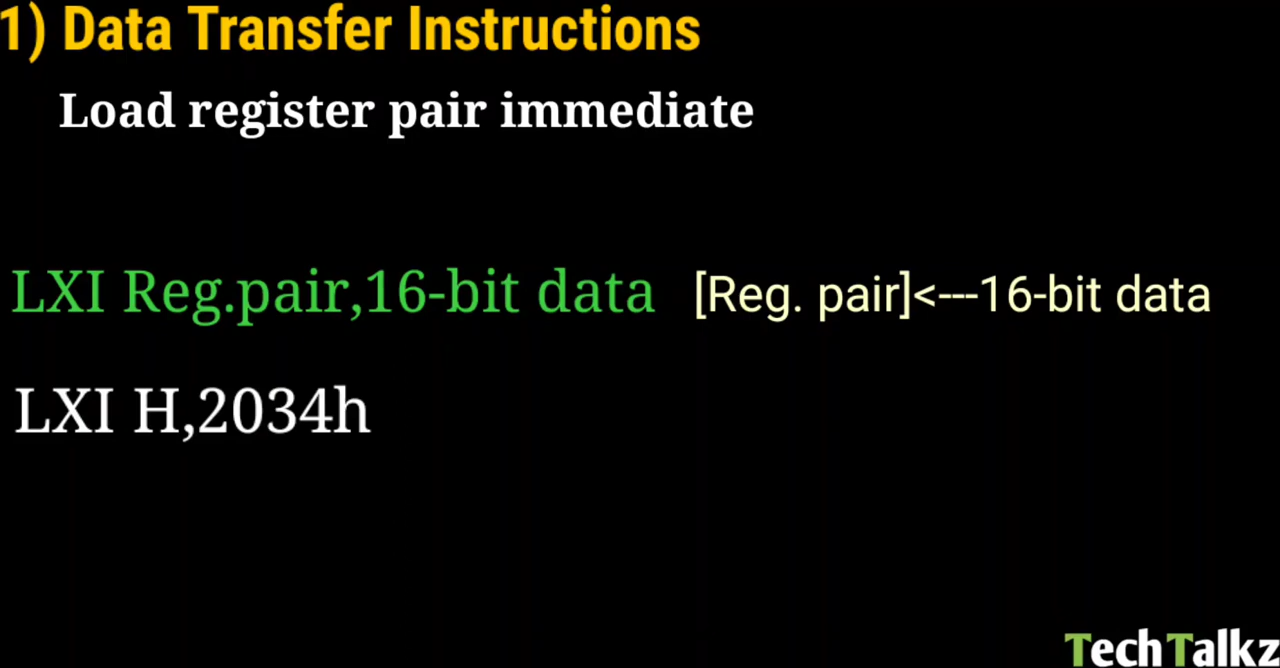 1) Data Transfer Instructions
Load register pair immediate
LXI Reg.pair,16-bit data [Reg. pair]<---16-bit data
LXI H,2034h
TechTalkz